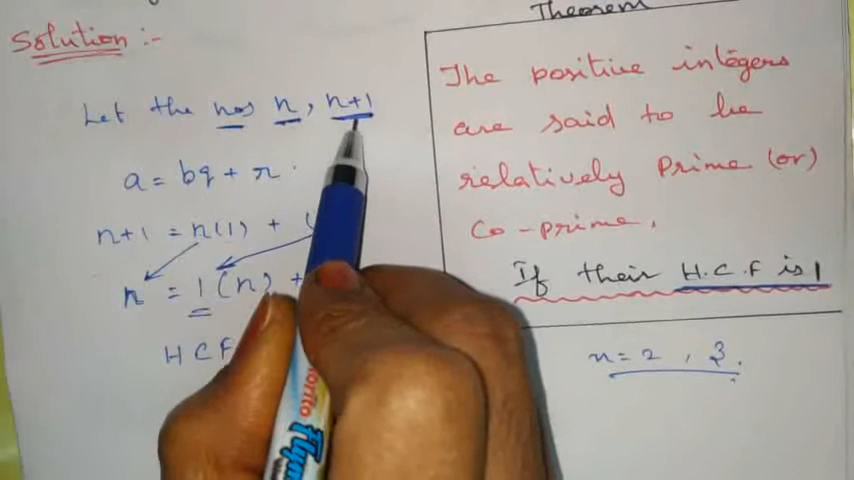 Solution :-
Let the nos n, n+1
a = bq + r
n+1 = n(1) + (
n = 1(n) +
HCF
Theorem
The positive integers
are said to be
relatively Prime (or)
Co-prime.
If their H.C.F is 1
n = 2 , 3.